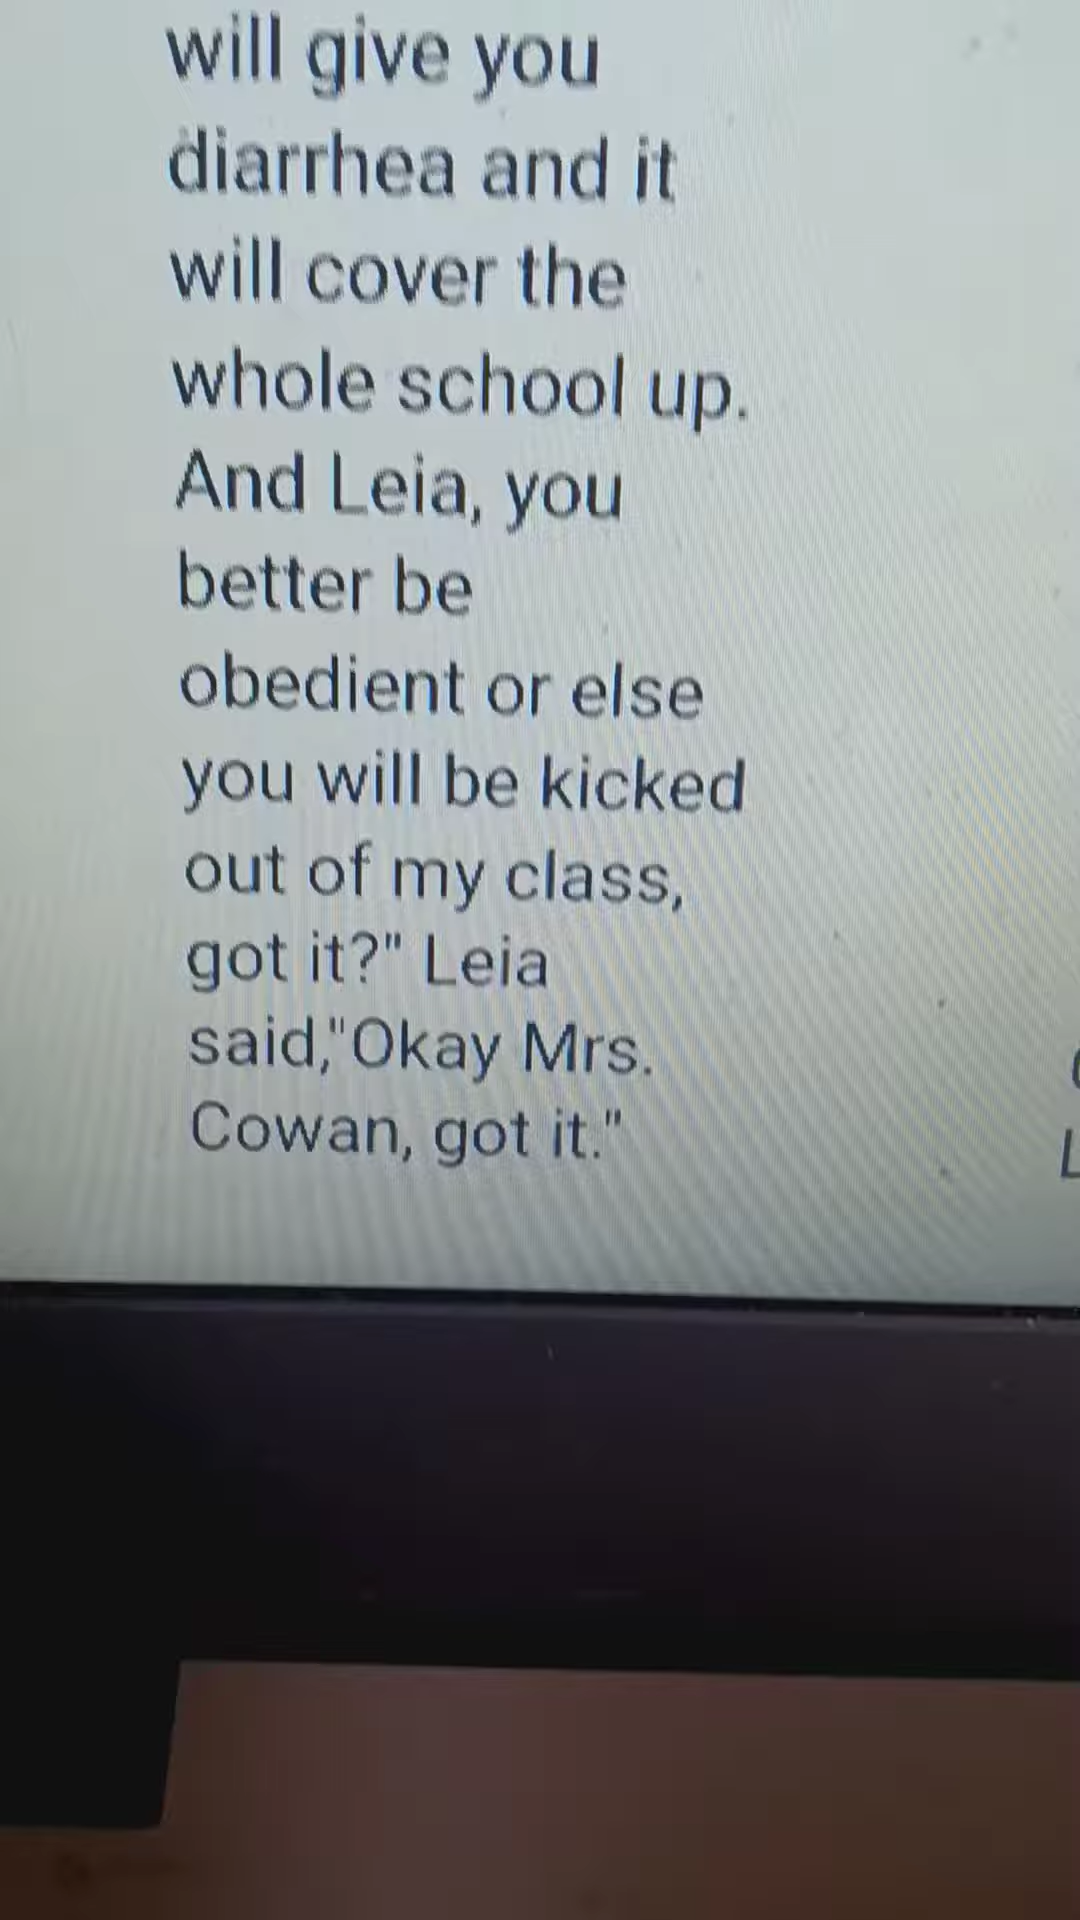 will give you
diarrhea and it
will cover the
whole school up.
And Leia, you
better be
obedient or else
you will be kicked
out of my class,
got it?" Leia
said,"Okay Mrs.
Cowan, got it."